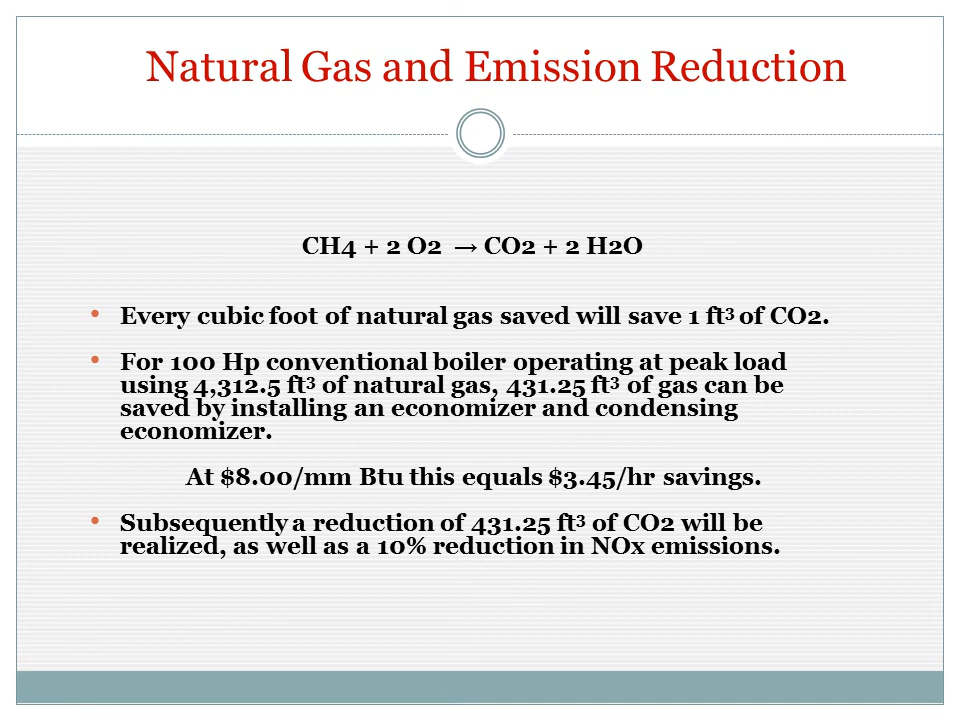 Natural Gas and Emission Reduction
CH4 + 2 O2 → CO2 + 2 H2O
• Every cubic foot of natural gas saved will save 1 ft³ of CO2.
• For 100 Hp conventional boiler operating at peak load
using 4,312.5 ft³ of natural gas, 431.25 ft³ of gas can be
saved by installing an economizer and condensing
economizer.
At $8.00/mm Btu this equals $3.45/hr savings.
• Subsequently a reduction of 431.25 ft³ of CO2 will be
realized, as well as a 10% reduction in NOx emissions.